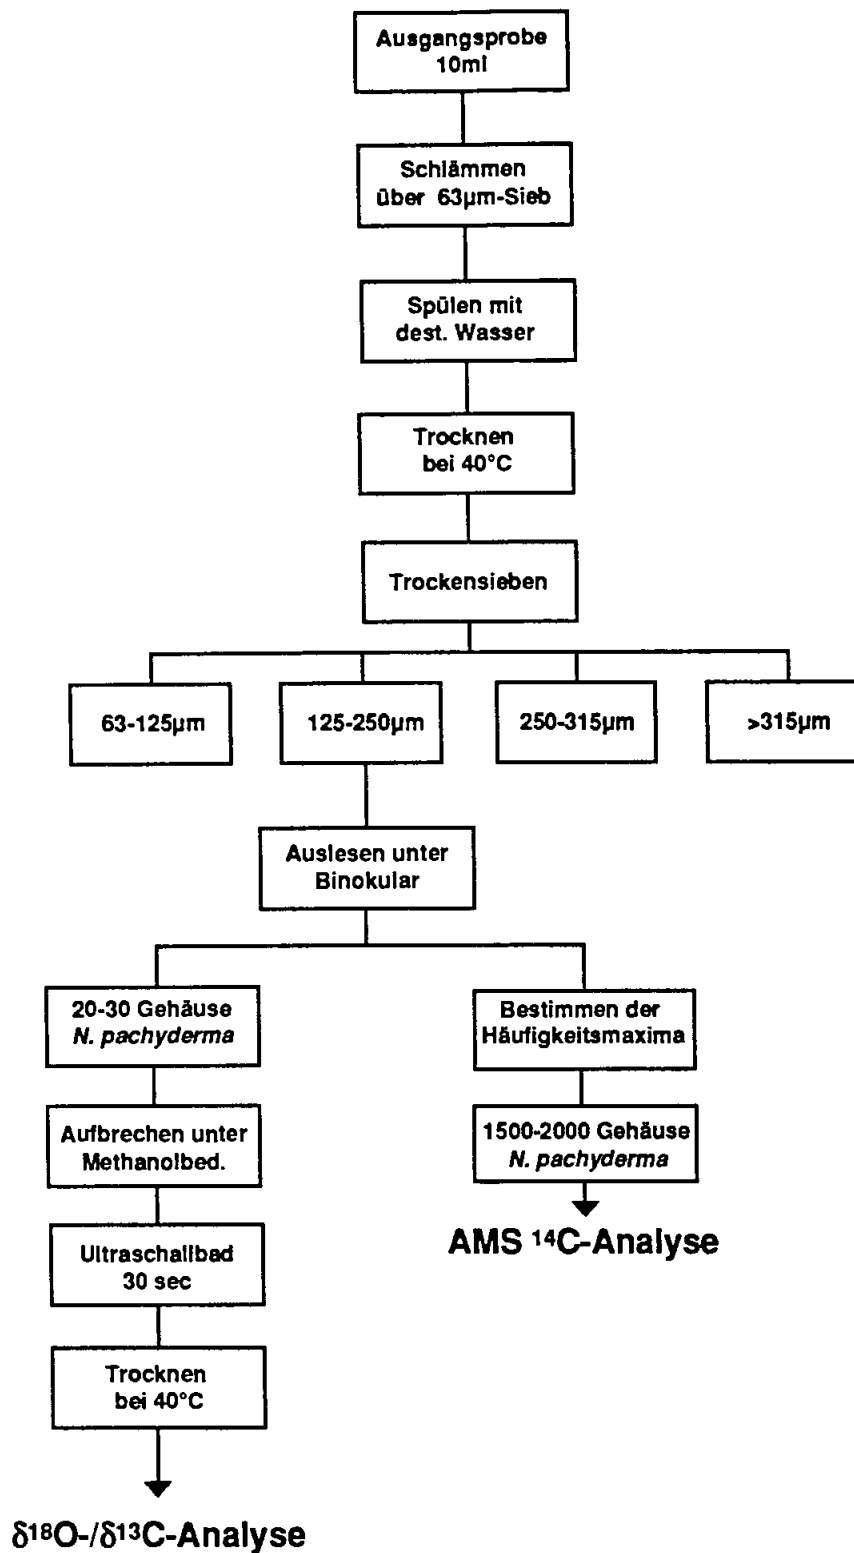 Ausgangsprobe
10ml
Schlämmen
über 63µm-Sieb
Spülen mit
dest. Wasser
Trocknen
bei 40°C
Trockensieben
63-125µm
125-250µm
250-315µm
>315µm
Auslesen unter
Binokular
20-30 Gehäuse
N. pachyderma
Aufbrechen unter
Methanolbed.
Ultraschallbad
30 sec
Trocknen
bei 40°C
δ¹⁸O-/δ¹³C-Analyse
Bestimmen der
Häufigkeitsmaxima
1500-2000 Gehäuse
N. pachyderma
AMS ¹⁴C-Analyse